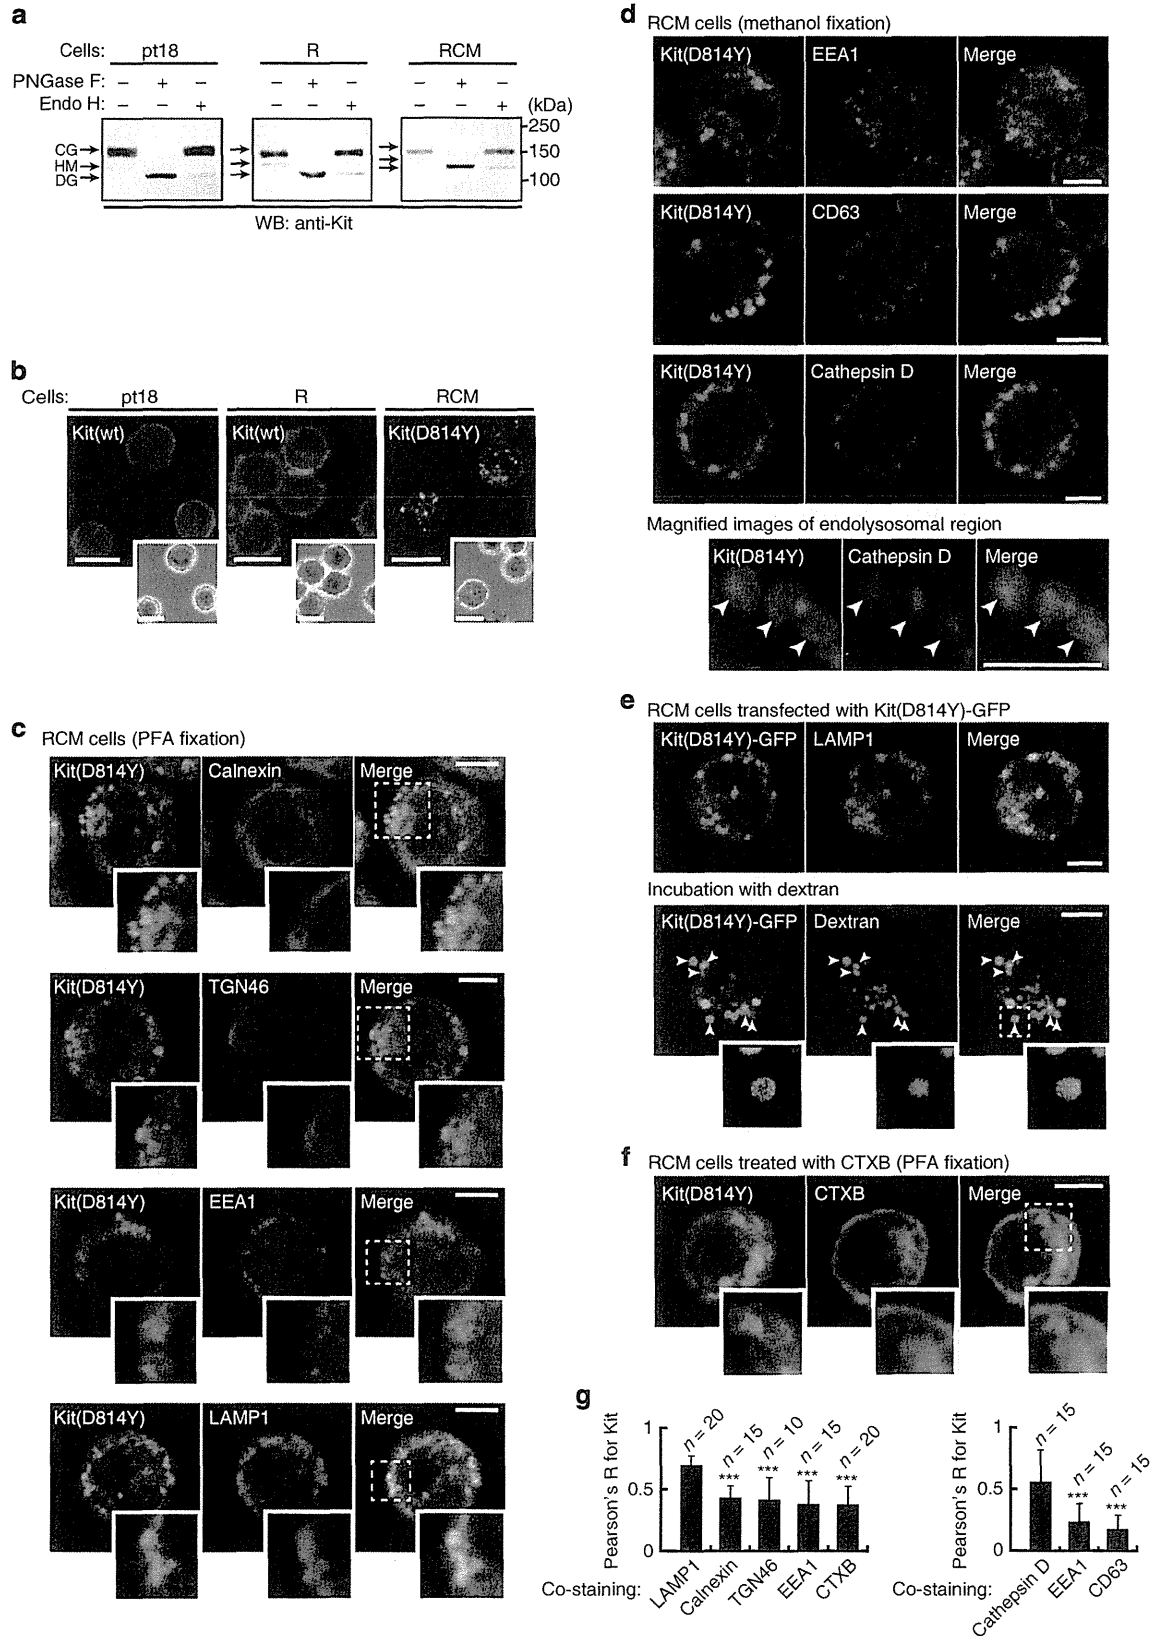 a
Cells: pt18 R RCM
PNGase F: – + – – + – – + –
Endo H: – – + – – + – – + (kDa)
250
CG 150
HM
DG 100
WB: anti-Kit
b
Cells: pt18 R RCM
Kit(wt) Kit(wt) Kit(D814Y)
c
RCM cells (PFA fixation)
Kit(D814Y) Calnexin Merge
Kit(D814Y) TGN46 Merge
Kit(D814Y) EEA1 Merge
Kit(D814Y) LAMP1 Merge
d
RCM cells (methanol fixation)
Kit(D814Y) EEA1 Merge
Kit(D814Y) CD63 Merge
Kit(D814Y) Cathepsin D Merge
Magnified images of endolysosomal region
Kit(D814Y) Cathepsin D Merge
e
RCM cells transfected with Kit(D814Y)-GFP
Kit(D814Y)-GFP LAMP1 Merge
Incubation with dextran
Kit(D814Y)-GFP Dextran Merge
f
RCM cells treated with CTXB (PFA fixation)
Kit(D814Y) CTXB Merge
g
Pearson's R for Kit
1
0.5
0
n = 20 n = 15 n = 10 n = 15 n = 20
*** *** *** ***
Co-staining: LAMP1 Calnexin TGN46 EEA1 CTXB
Pearson's R for Kit
1
0.5
0
n = 15 n = 15 n = 15
*** ***
Co-staining: Cathepsin D EEA1 CD63